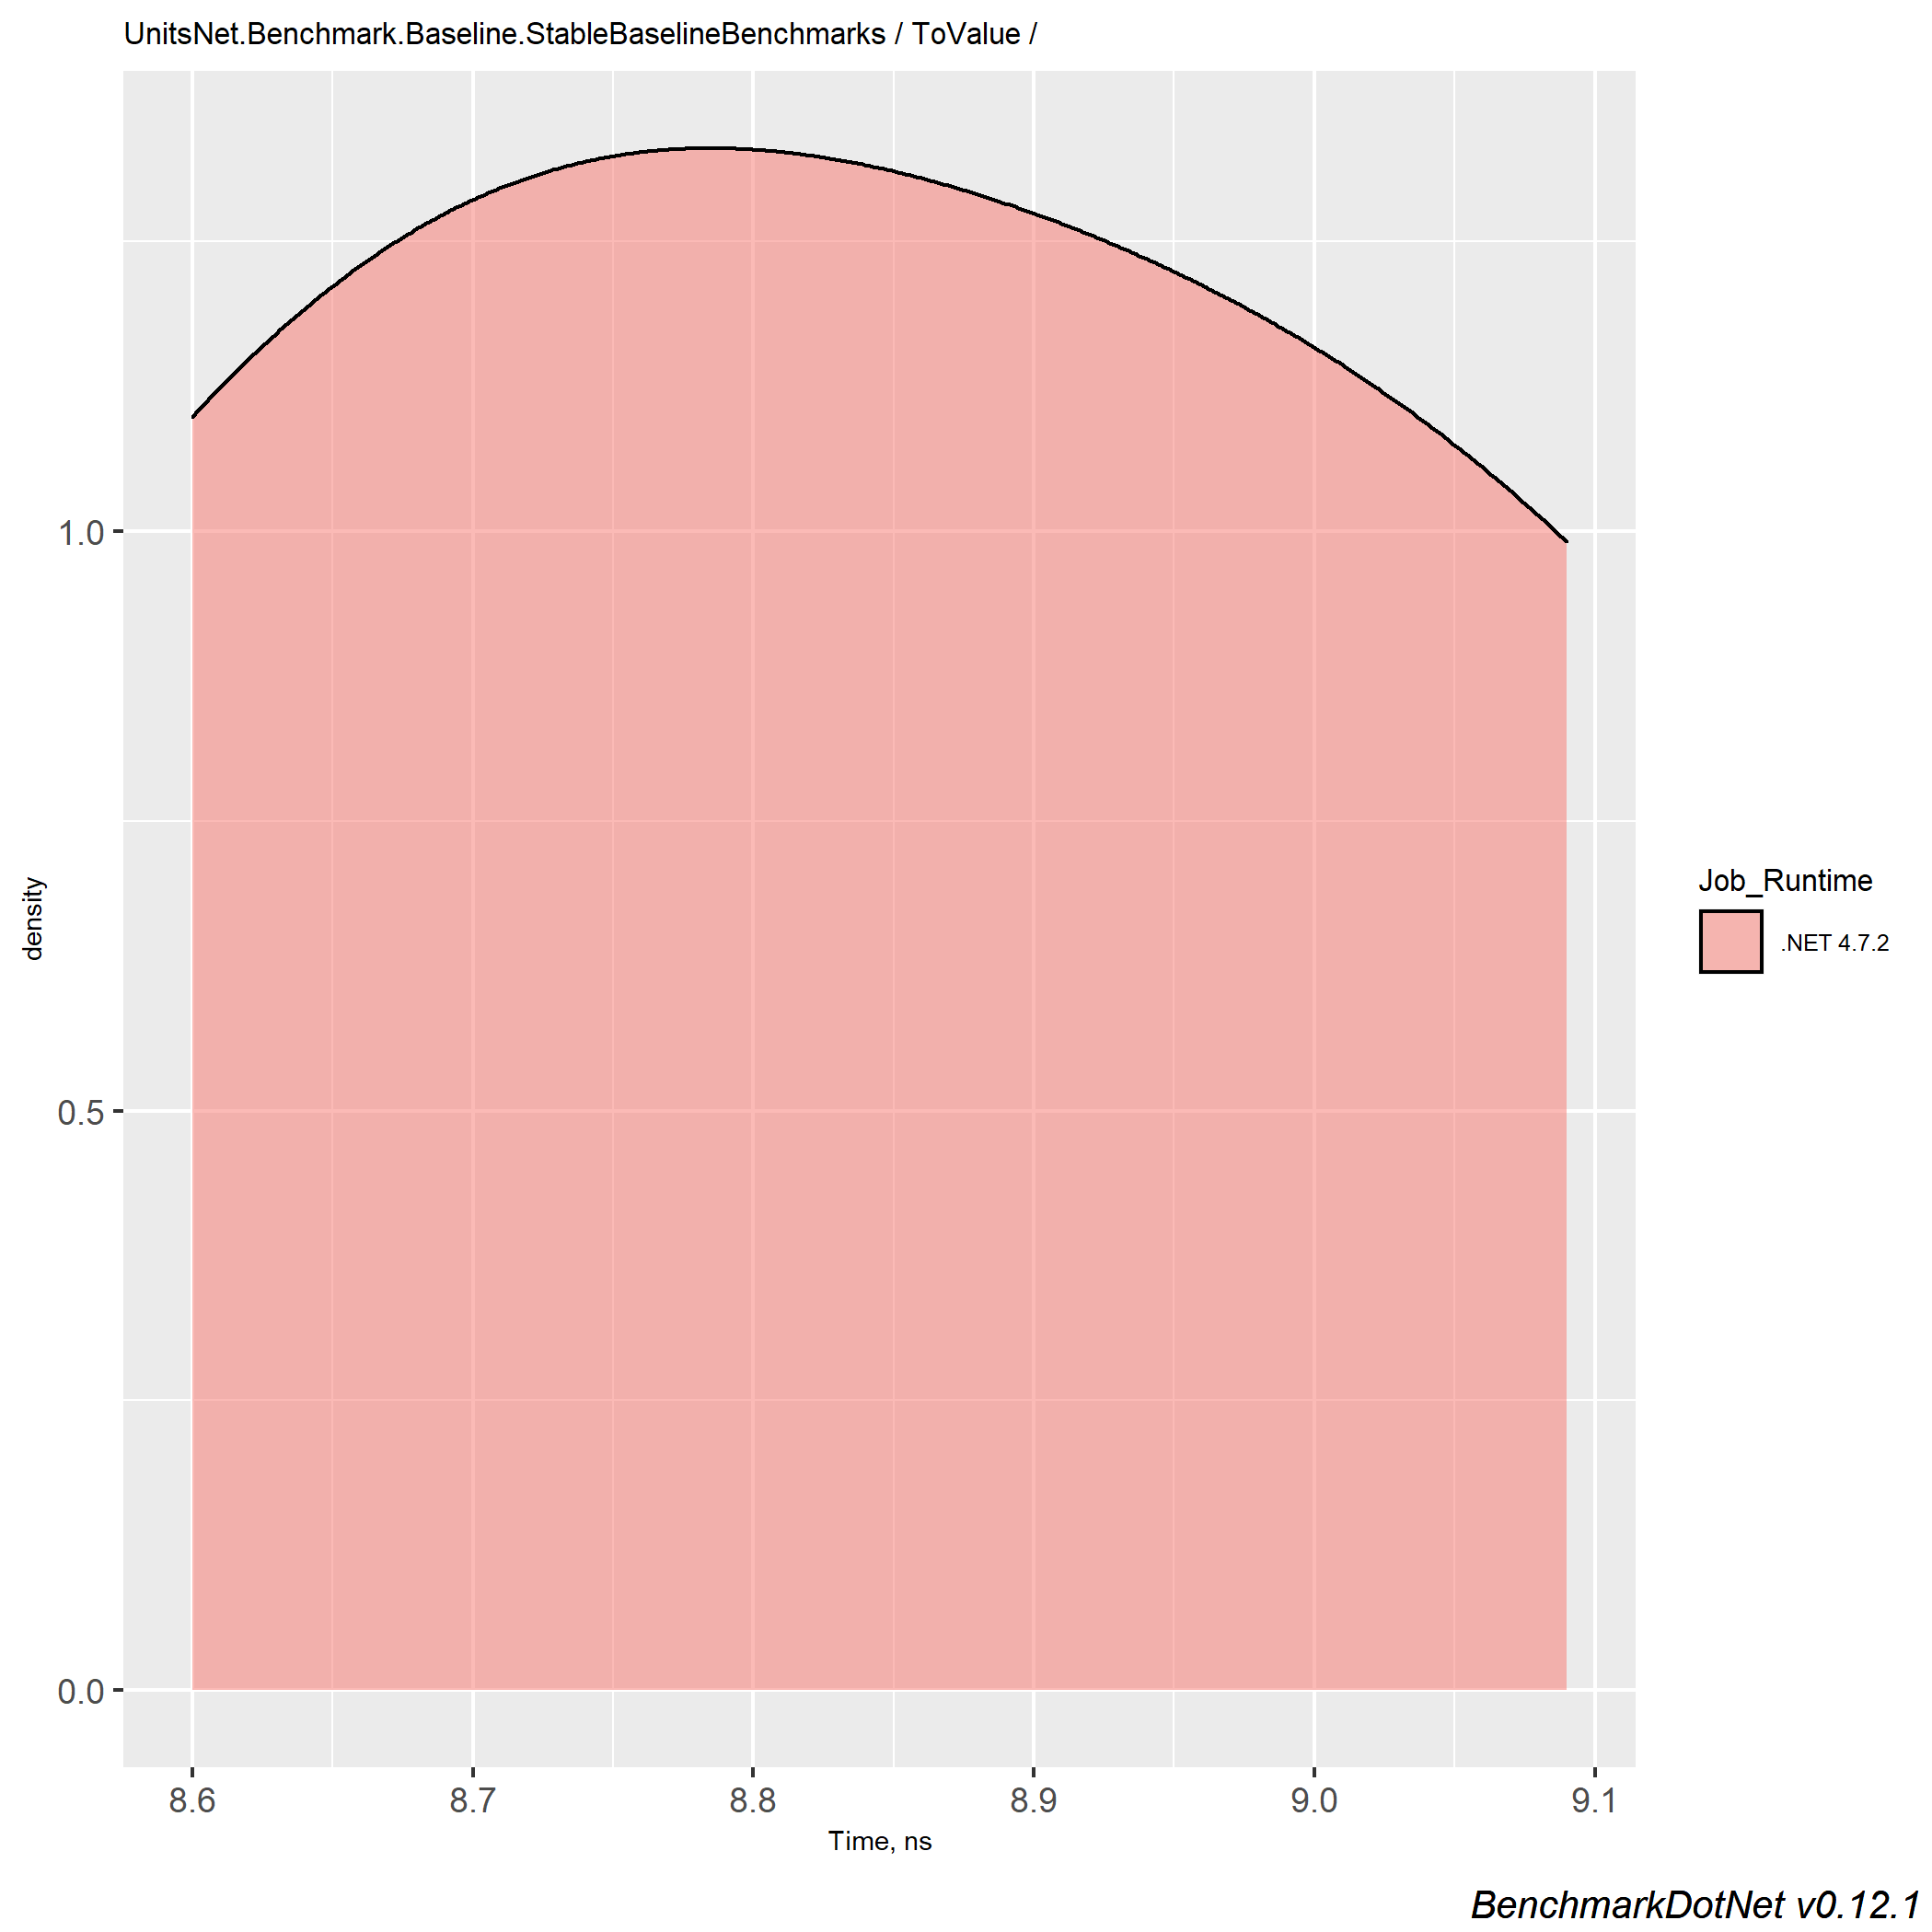 UnitsNet.Benchmark.Baseline.StableBaselineBenchmarks / ToValue /
1.0
0.5
0.0
density
8.6 8.7 8.8 8.9 9.0 9.1
Time, ns
Job_Runtime
.NET 4.7.2
BenchmarkDotNet v0.12.1